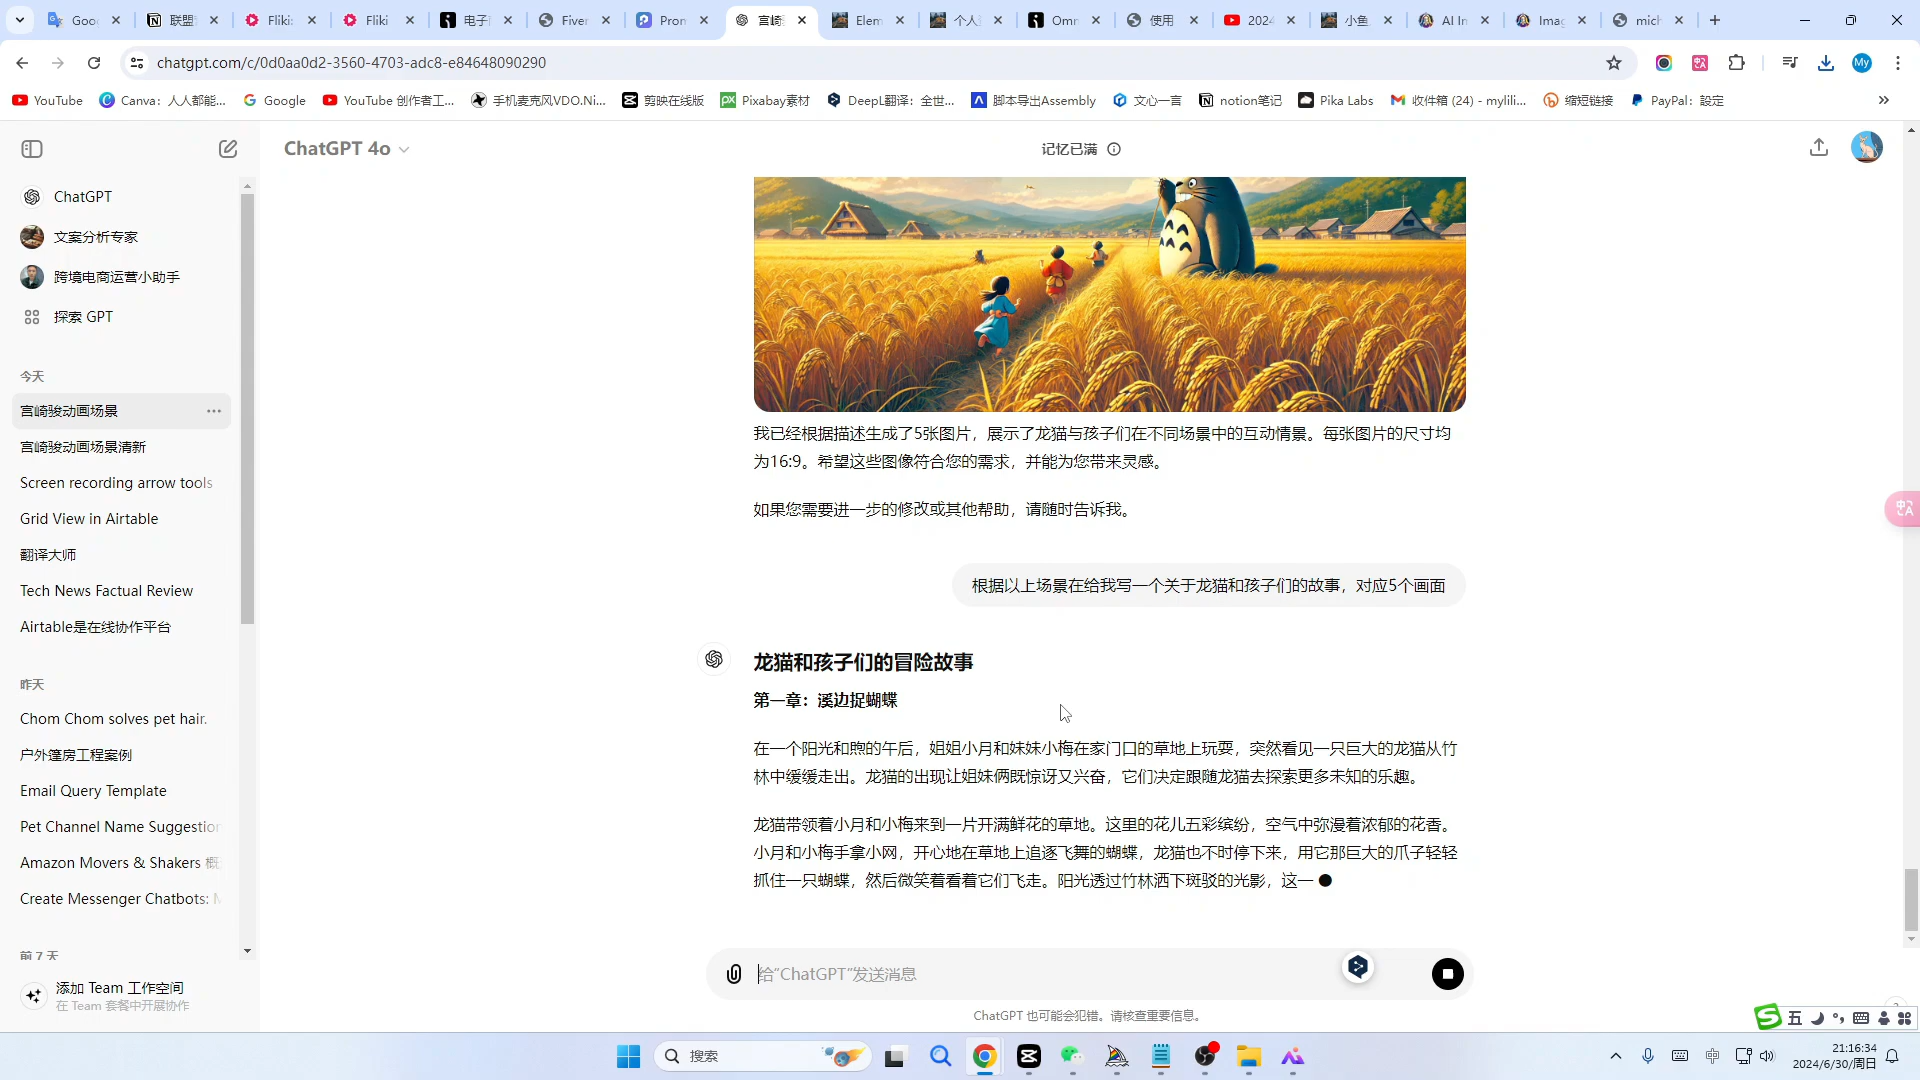 Goo
联盟
Fliki
Fliki
电子
Fiver
Pron
宫崎
Elem
个人
Omr
使用
2024
小鱼
AI In
Imag
mich
chatgpt.com/c/0d0aa0d2-3560-4703-adc8-e84648090290
My
YouTube
Canva：人人都能...
Google
YouTube 创作者工...
手机麦克风VDO.Ni...
剪映在线版
Pixabay素材
DeepL翻译：全世...
脚本导出Assembly
文心一言
notion笔记
Pika Labs
收件箱 (24) - mylili...
缩短链接
PayPal：設定
ChatGPT 4o
记忆已满
ChatGPT
文案分析专家
跨境电商运营小助手
探索 GPT
今天
宫崎骏动画场景
宫崎骏动画场景清新
Screen recording arrow tools
Grid View in Airtable
翻译大师
Tech News Factual Review
Airtable是在线协作平台
昨天
Chom Chom solves pet hair.
户外篷房工程案例
Email Query Template
Pet Channel Name Suggestion
Amazon Movers & Shakers 概
Create Messenger Chatbots: M
前 7 天
添加 Team 工作空间
在 Team 套餐中开展协作
我已经根据描述生成了5张图片，展示了龙猫与孩子们在不同场景中的互动情景。每张图片的尺寸均
为16:9。希望这些图像符合您的需求，并能为您带来灵感。
如果您需要进一步的修改或其他帮助，请随时告诉我。
根据以上场景在给我写一个关于龙猫和孩子们的故事，对应5个画面
龙猫和孩子们的冒险故事
第一章：溪边捉蝴蝶
在一个阳光和煦的午后，姐姐小月和妹妹小梅在家门口的草地上玩耍，突然看见一只巨大的龙猫从竹
林中缓缓走出。龙猫的出现让姐妹俩既惊讶又兴奋，它们决定跟随龙猫去探索更多未知的乐趣。
龙猫带领着小月和小梅来到一片开满鲜花的草地。这里的花儿五彩缤纷，空气中弥漫着浓郁的花香。
小月和小梅手拿小网，开心地在草地上追逐飞舞的蝴蝶，龙猫也不时停下来，用它那巨大的爪子轻轻
抓住一只蝴蝶，然后微笑着看着它们飞走。阳光透过竹林洒下斑驳的光影，这一
给“ChatGPT”发送消息
ChatGPT 也可能会犯错。请核查重要信息。
五
搜索
中
21:16:34
2024/6/30/周日